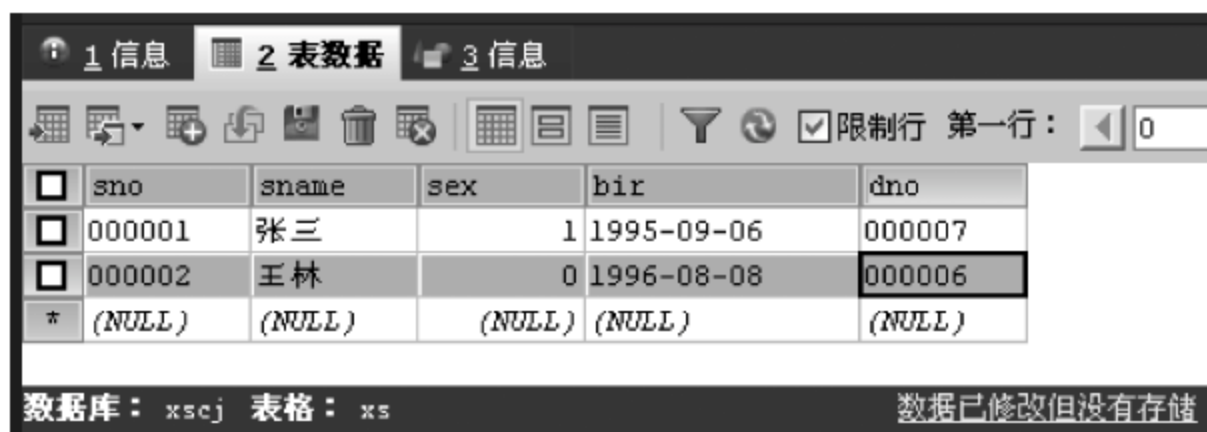 1 信息 2 表数据 3 信息
限制行 第一行： 0
sno sname sex bir dno
000001 张三 1 1995-09-06 000007
000002 王林 0 1996-08-08 000006
* (NULL) (NULL) (NULL) (NULL) (NULL)
数据库： xscj 表格： xs 数据已修改但没有存储